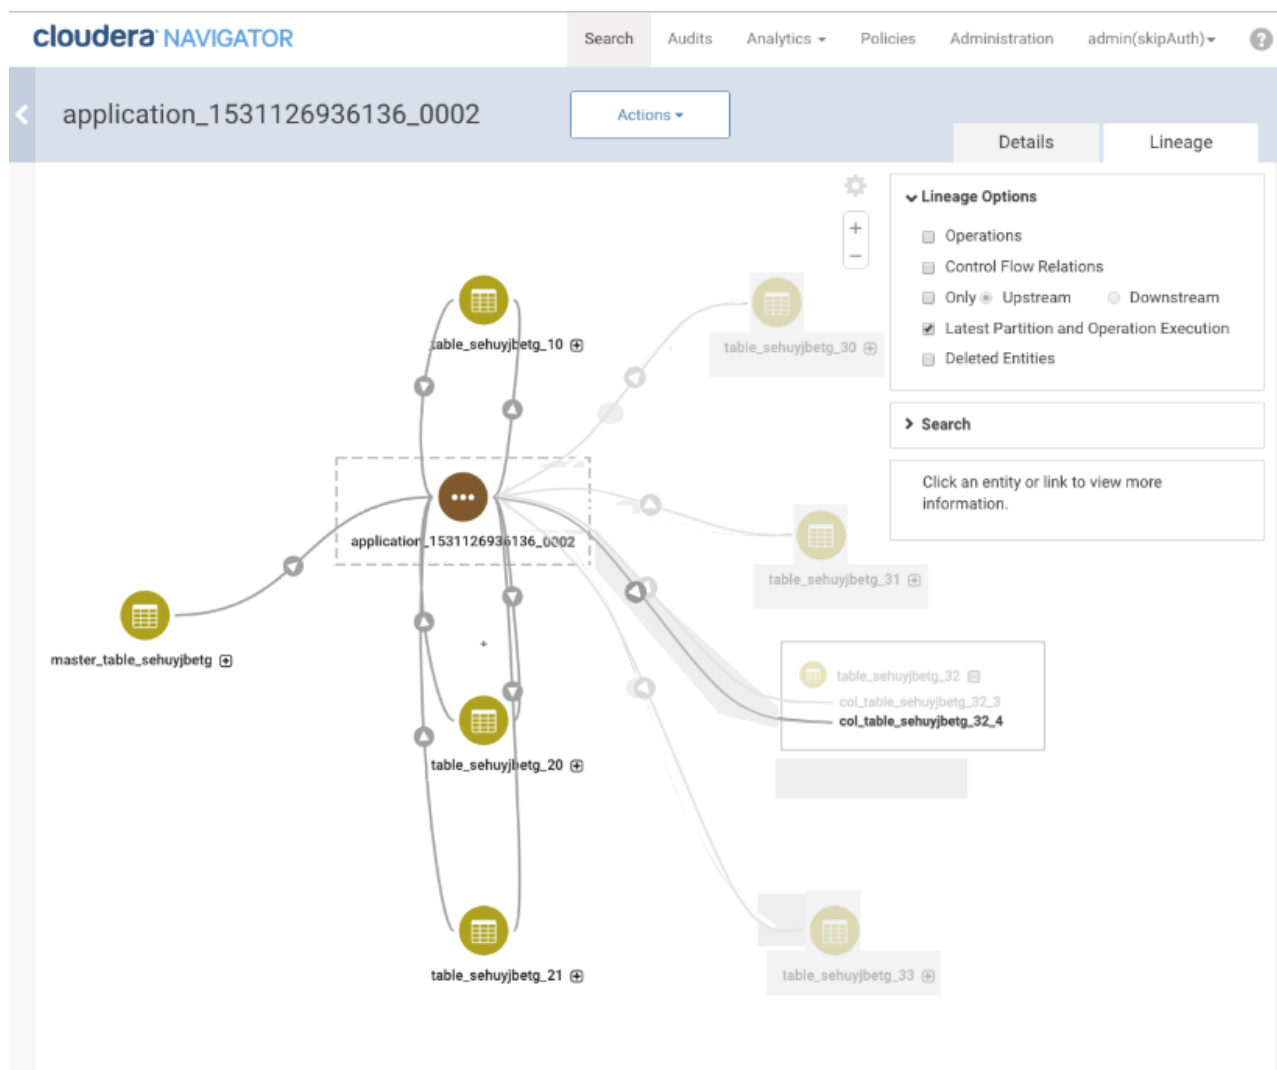 cloudera NAVIGATOR
Search Audits Analytics Policies Administration admin(skipAuth) ?
application_1531126936136_0002
Actions
Details Lineage
Lineage Options
Operations
Control Flow Relations
Only Upstream Downstream
Latest Partition and Operation Execution
Deleted Entities
Search
Click an entity or link to view more
information.
table_sehuyjbetg_10
table_sehuyjbetg_30
application_1531126936136_0002
table_sehuyjbetg_31
master_table_sehuyjbetg
table_sehuyjbetg_32
col_table_sehuyjbetg_32_3
col_table_sehuyjbetg_32_4
table_sehuyjbetg_20
table_sehuyjbetg_21
table_sehuyjbetg_33